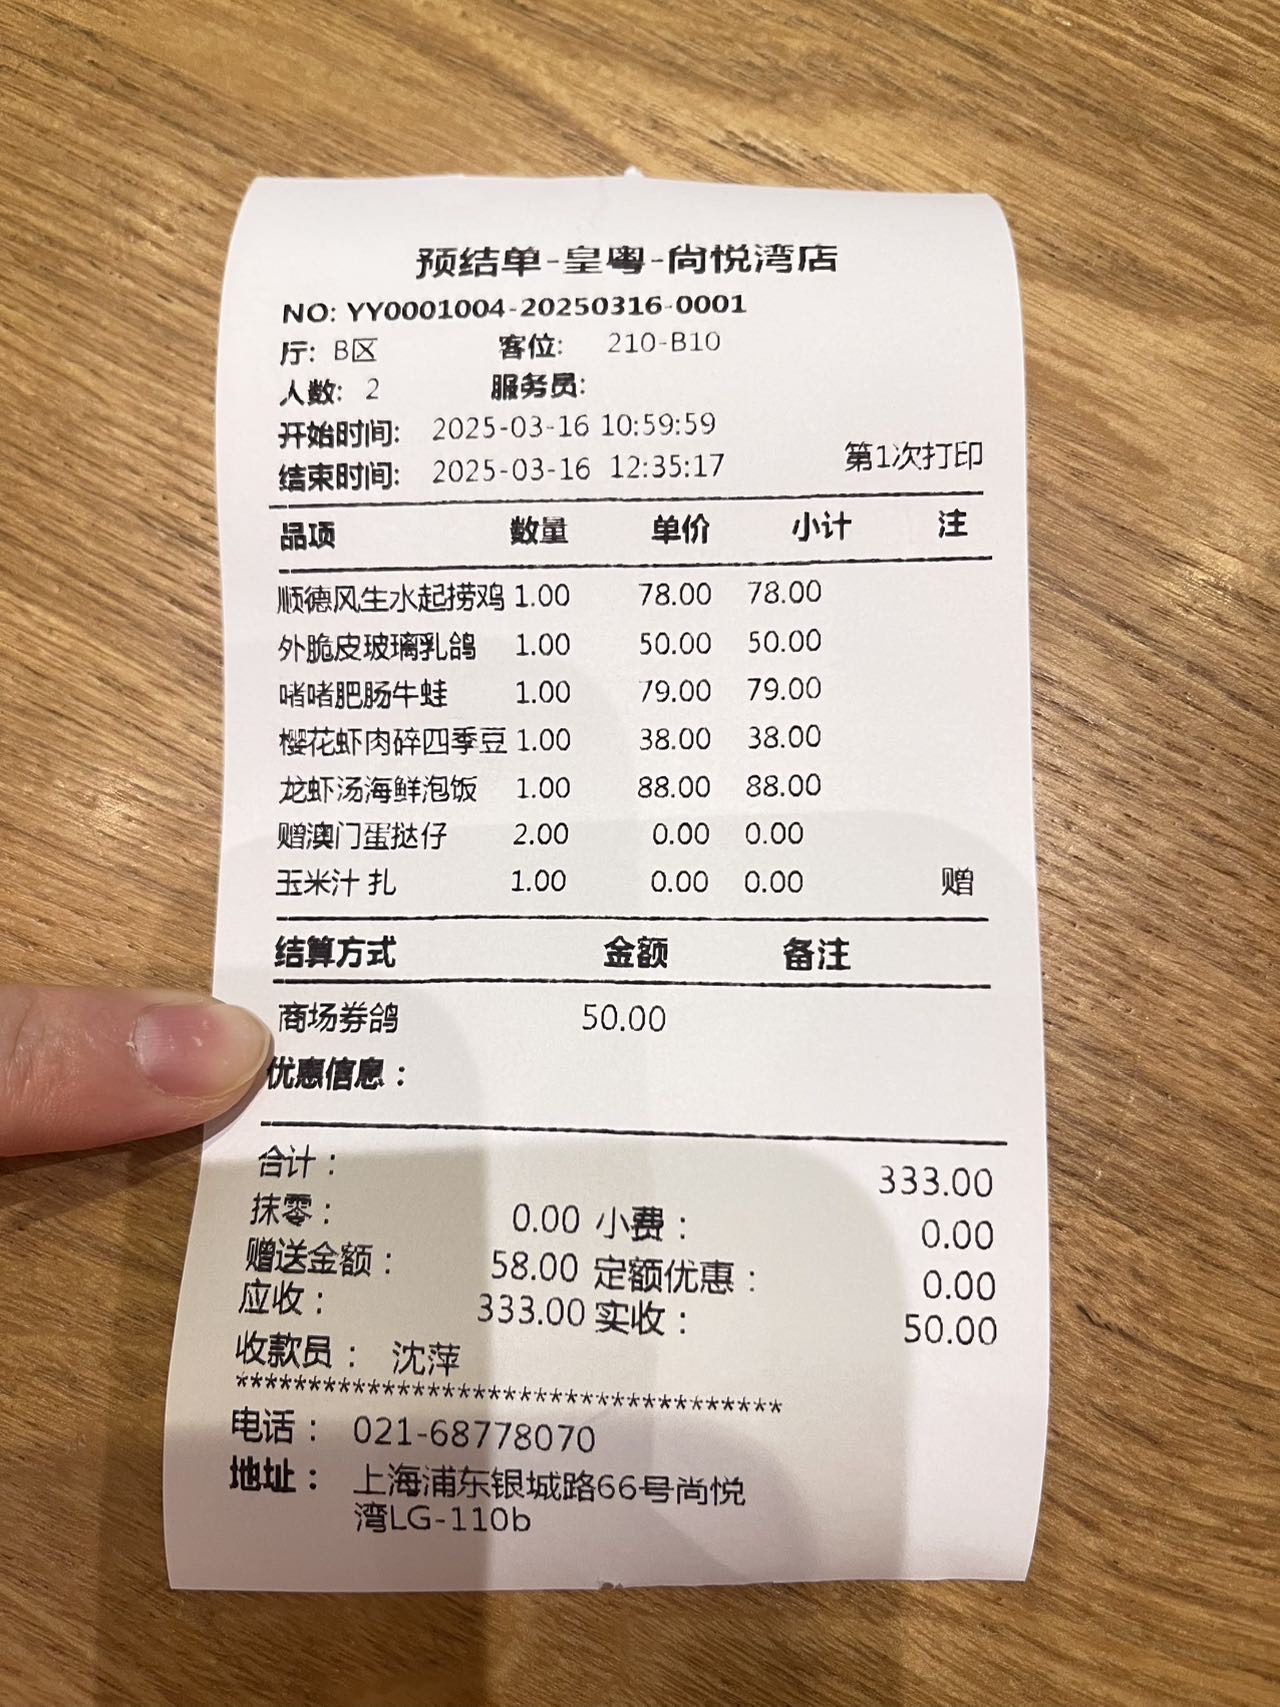 预结单-皇粤-尚悦湾店
NO: YY0001004-20250316-0001
厅: B区 客位: 210-B10
人数: 2 服务员:
开始时间: 2025-03-16 10:59:59
结束时间: 2025-03-16 12:35:17 第1次打印
品项 数量 单价 小计 注
顺德风生水起捞鸡 1.00 78.00 78.00
外脆皮玻璃乳鸽 1.00 50.00 50.00
啫啫肥肠牛蛙 1.00 79.00 79.00
樱花虾肉碎四季豆 1.00 38.00 38.00
龙虾汤海鲜泡饭 1.00 88.00 88.00
赠澳门蛋挞仔 2.00 0.00 0.00
玉米汁 扎 1.00 0.00 0.00 赠
结算方式 金额 备注
商场券鸽 50.00
优惠信息：
合计： 333.00
抹零： 0.00 小费： 0.00
赠送金额： 58.00 定额优惠： 0.00
应收： 333.00 实收： 50.00
收款员： 沈萍
**************************************
电话： 021-68778070
地址： 上海浦东银城路66号尚悦
湾LG-110b